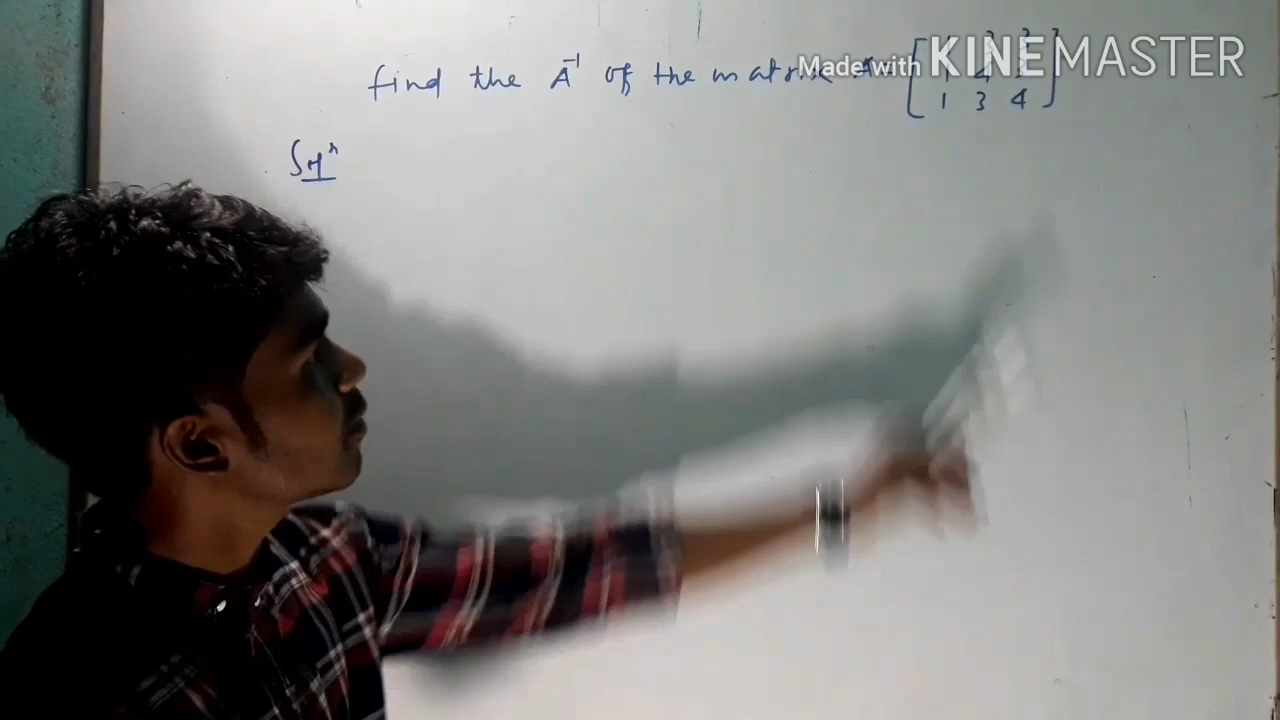 find the A⁻¹ of the matrix
1 3 4
Made with KINEMASTER
Solⁿ